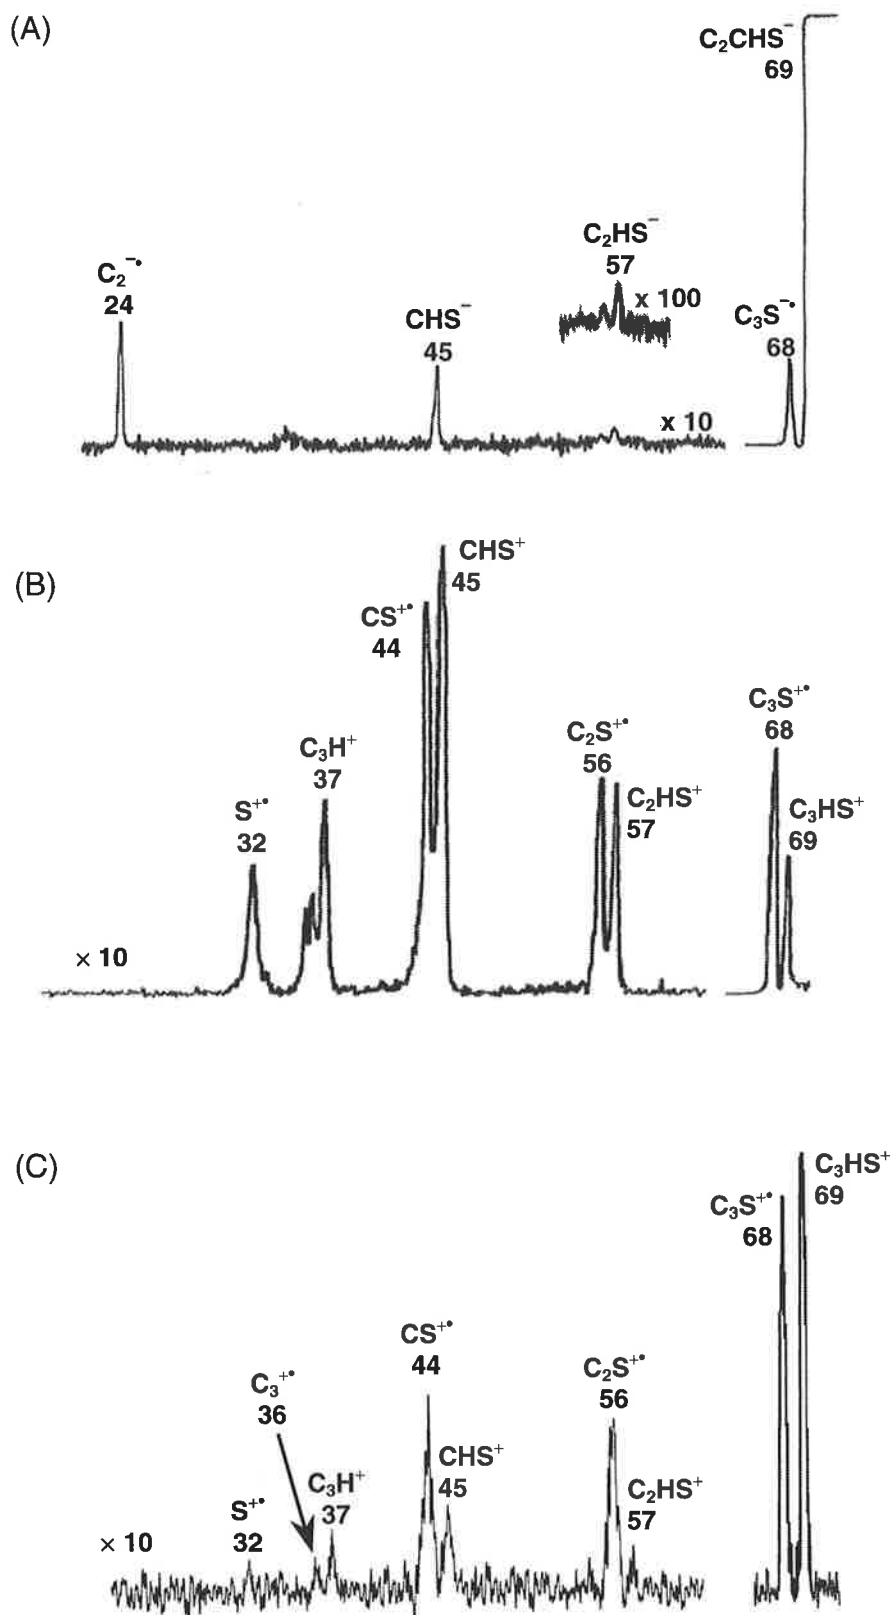 (A)
C₂CHS⁻
69
C₂⁻•
24
CHS⁻
45
C₂HS⁻
57
x 100
x 10
C₃S⁻•
68
(B)
CHS⁺
45
CS⁺•
44
C₃H⁺
37
S⁺•
32
× 10
C₂S⁺•
56
C₂HS⁺
57
C₃S⁺•
68
C₃HS⁺
69
(C)
C₃HS⁺
69
C₃S⁺•
68
CS⁺•
44
C₂S⁺•
56
C₃⁺•
36
CHS⁺
45
C₃H⁺
37
C₂HS⁺
57
S⁺•
32
× 10